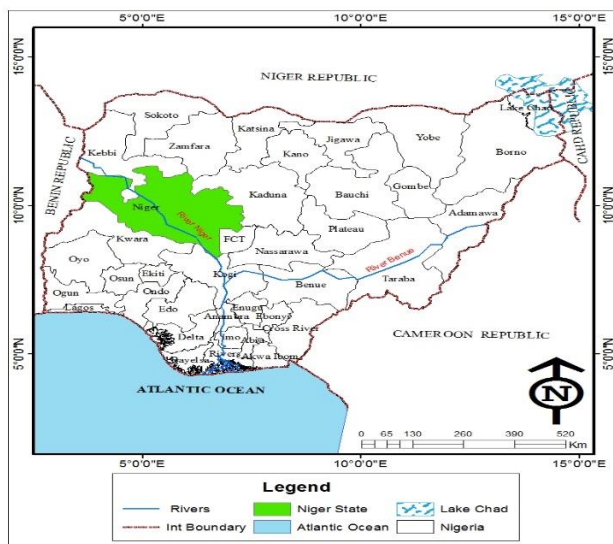 5°0'0"E 10°0'0"E 15°0'0"E
15°0'0"N 15°0'0"N
NIGER REPUBLIC
Lake Chad
CHAD REPUBLIC
Sokoto
Katsina
Jigawa
Yobe
Kebbi
Zamfara
Kano
Borno
BENIN REPUBLIC
Gombe
Kaduna
Bauchi
10°0'0"N 10°0'0"N
Niger
River Niger
Adamawa
Plateau
Kwara
FCT
Nassarawa
Oyo
Kogi
River Benue
Taraba
Benue
Osun
Ekiti
Ogun
Ondo
Lagos
Edo
Enugu
Anambra
Ebonyi
Cross River
Delta
Imo
Abia
CAMEROON REPUBLIC
5°0'0"N 5°0'0"N
Bayelsa
Rivers
Akwa Ibom
ATLANTIC OCEAN
N
0 65 130 260 390 520
Km
5°0'0"E 10°0'0"E 15°0'0"E
Legend
Rivers
Niger State
Lake Chad
Int Boundary
Atlantic Ocean
Nigeria